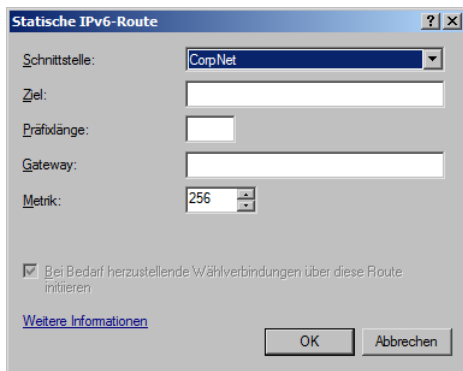 Statische IPv6-Route
Schnittstelle: CorpNet
Ziel:
Präfixlänge:
Gateway:
Metrik: 256
Bei Bedarf herzustellende Wählverbindungen über diese Route
initiieren
Weitere Informationen
OK Abbrechen